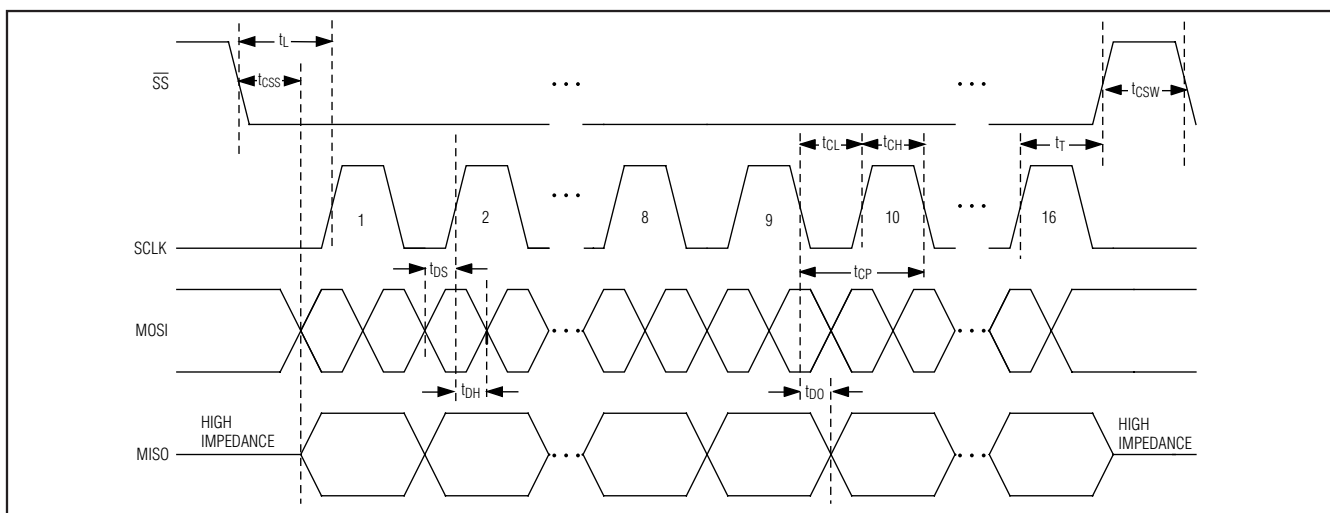 tL
SS
tCSS
• • •
• • •
tCSW
tCL
tCH
tT
• • •
• • •
1
2
8
9
10
16
SCLK
tDS
tCP
MOSI
• • •
• • •
tDH
tDO
HIGH
IMPEDANCE
HIGH
IMPEDANCE
MISO
• • •
• • •